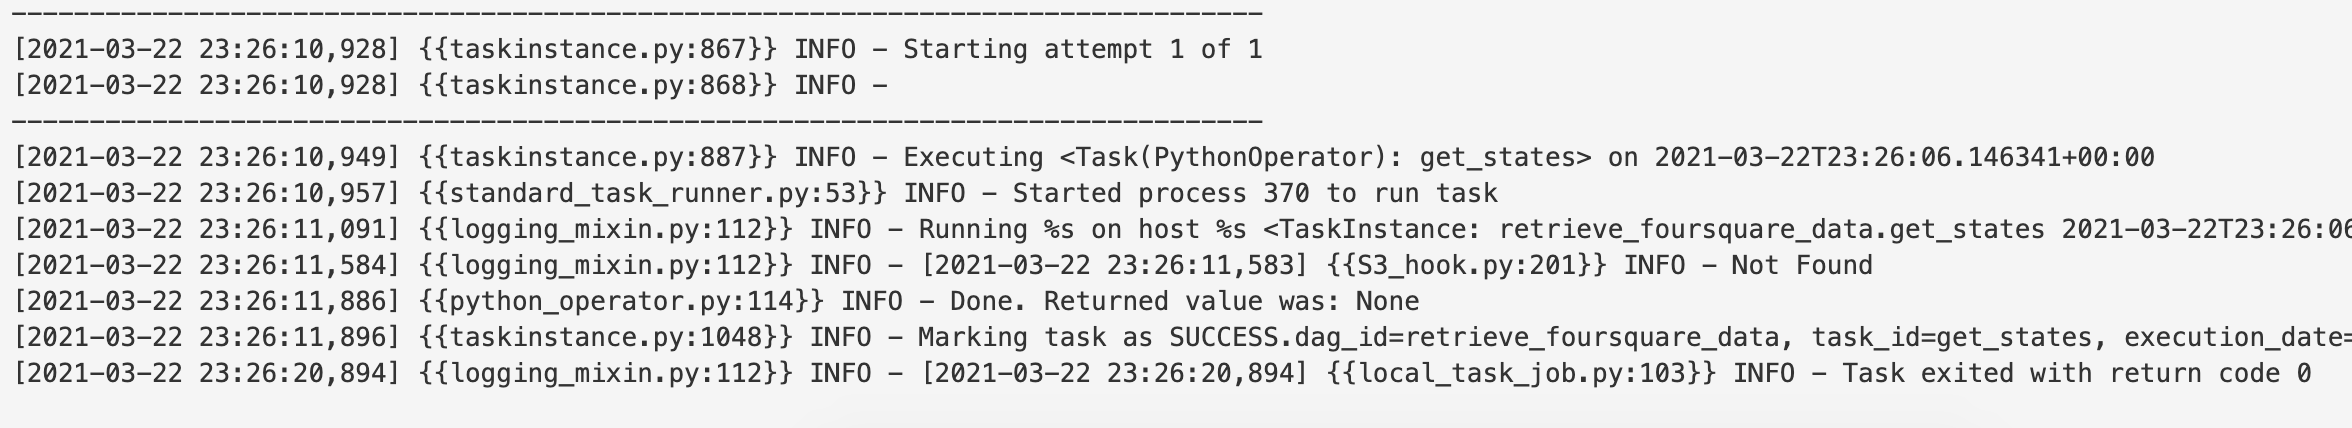 --------------------------------------------------------------------------------
[2021-03-22 23:26:10,928] {{taskinstance.py:867}} INFO - Starting attempt 1 of 1
[2021-03-22 23:26:10,928] {{taskinstance.py:868}} INFO -
--------------------------------------------------------------------------------
[2021-03-22 23:26:10,949] {{taskinstance.py:887}} INFO - Executing <Task(PythonOperator): get_states> on 2021-03-22T23:26:06.146341+00:00
[2021-03-22 23:26:10,957] {{standard_task_runner.py:53}} INFO - Started process 370 to run task
[2021-03-22 23:26:11,091] {{logging_mixin.py:112}} INFO - Running %s on host %s <TaskInstance: retrieve_foursquare_data.get_states 2021-03-22T23:26:06
[2021-03-22 23:26:11,584] {{logging_mixin.py:112}} INFO - [2021-03-22 23:26:11,583] {{S3_hook.py:201}} INFO - Not Found
[2021-03-22 23:26:11,886] {{python_operator.py:114}} INFO - Done. Returned value was: None
[2021-03-22 23:26:11,896] {{taskinstance.py:1048}} INFO - Marking task as SUCCESS.dag_id=retrieve_foursquare_data, task_id=get_states, execution_date=
[2021-03-22 23:26:20,894] {{logging_mixin.py:112}} INFO - [2021-03-22 23:26:20,894] {{local_task_job.py:103}} INFO - Task exited with return code 0